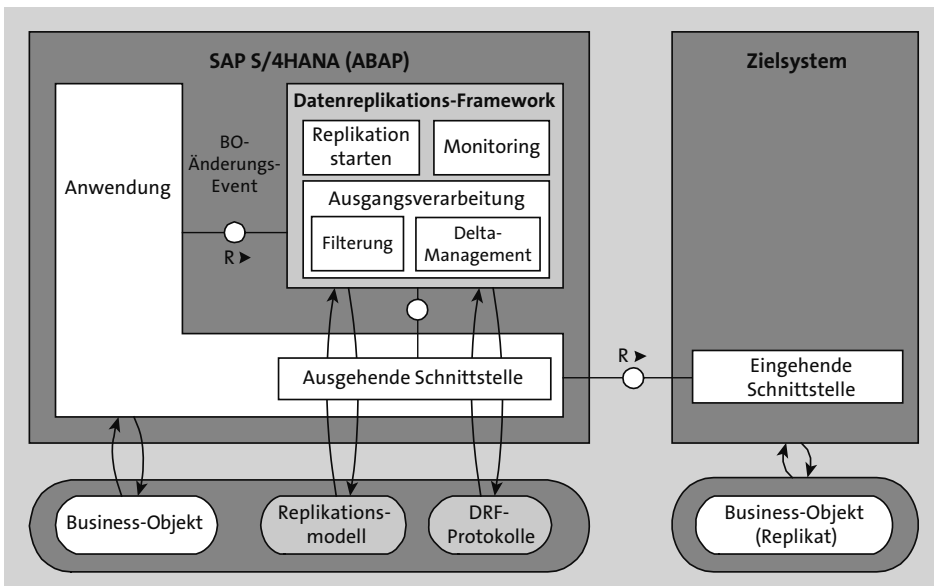 SAP S/4HANA (ABAP)
Anwendung
BO-
Änderungs-
Event
R ►
Datenreplikations-Framework
Replikation
starten
Monitoring
Ausgangsverarbeitung
Filterung
Delta-
Management
Ausgehende Schnittstelle
R ►
Zielsystem
Eingehende
Schnittstelle
Business-Objekt
Replikations-
modell
DRF-
Protokolle
Business-Objekt
(Replikat)